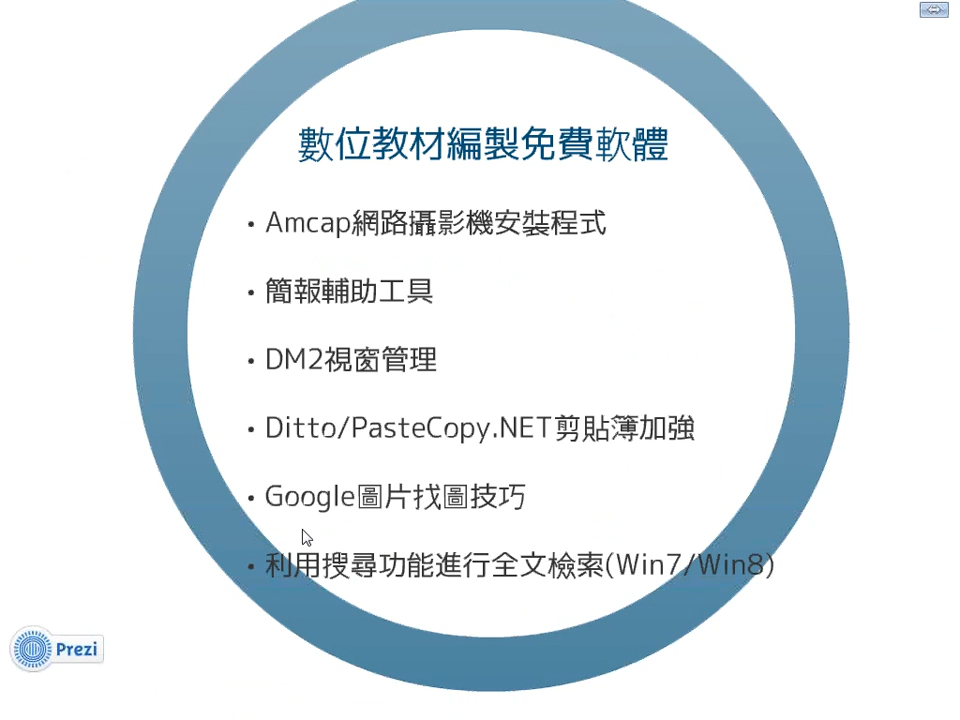 數位教材編製免費軟體
• Amcap網路攝影機安裝程式
• 簡報輔助工具
• DM2視窗管理
• Ditto/PasteCopy.NET剪貼簿加強
• Google圖片找圖技巧
• 利用搜尋功能進行全文檢索(Win7/Win8)
Prezi